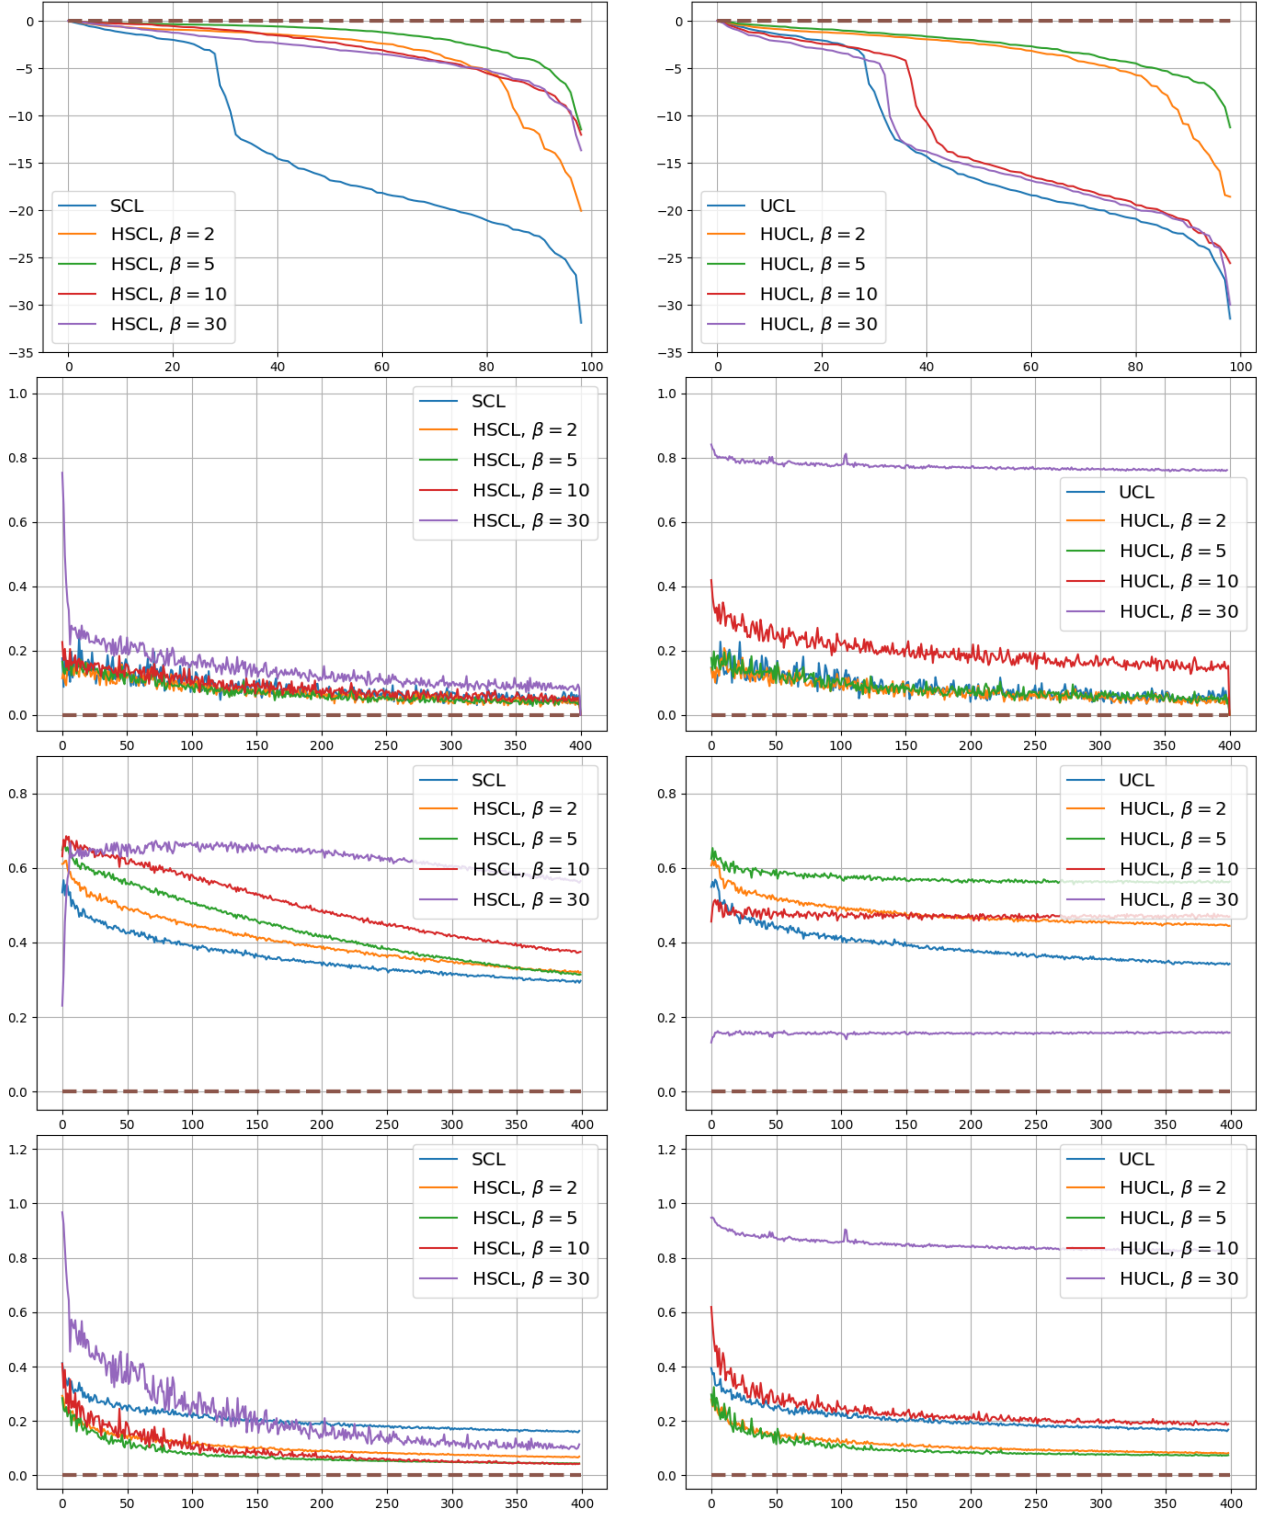 0
−5
−10
−15
−20
−25
−30
−35
SCL
HSCL, β = 2
HSCL, β = 5
HSCL, β = 10
HSCL, β = 30
0 20 40 60 80 100
0
−5
−10
−15
−20
−25
−30
−35
UCL
HUCL, β = 2
HUCL, β = 5
HUCL, β = 10
HUCL, β = 30
0 20 40 60 80 100
1.0
0.8
0.6
0.4
0.2
0.0
SCL
HSCL, β = 2
HSCL, β = 5
HSCL, β = 10
HSCL, β = 30
0 50 100 150 200 250 300 350 400
1.0
0.8
0.6
0.4
0.2
0.0
UCL
HUCL, β = 2
HUCL, β = 5
HUCL, β = 10
HUCL, β = 30
0 50 100 150 200 250 300 350 400
0.8
0.6
0.4
0.2
0.0
SCL
HSCL, β = 2
HSCL, β = 5
HSCL, β = 10
HSCL, β = 30
0 50 100 150 200 250 300 350 400
0.8
0.6
0.4
0.2
0.0
UCL
HUCL, β = 2
HUCL, β = 5
HUCL, β = 10
HUCL, β = 30
0 50 100 150 200 250 300 350 400
1.2
1.0
0.8
0.6
0.4
0.2
0.0
SCL
HSCL, β = 2
HSCL, β = 5
HSCL, β = 10
HSCL, β = 30
0 50 100 150 200 250 300 350 400
1.2
1.0
0.8
0.6
0.4
0.2
0.0
UCL
HUCL, β = 2
HUCL, β = 5
HUCL, β = 10
HUCL, β = 30
0 50 100 150 200 250 300 350 400